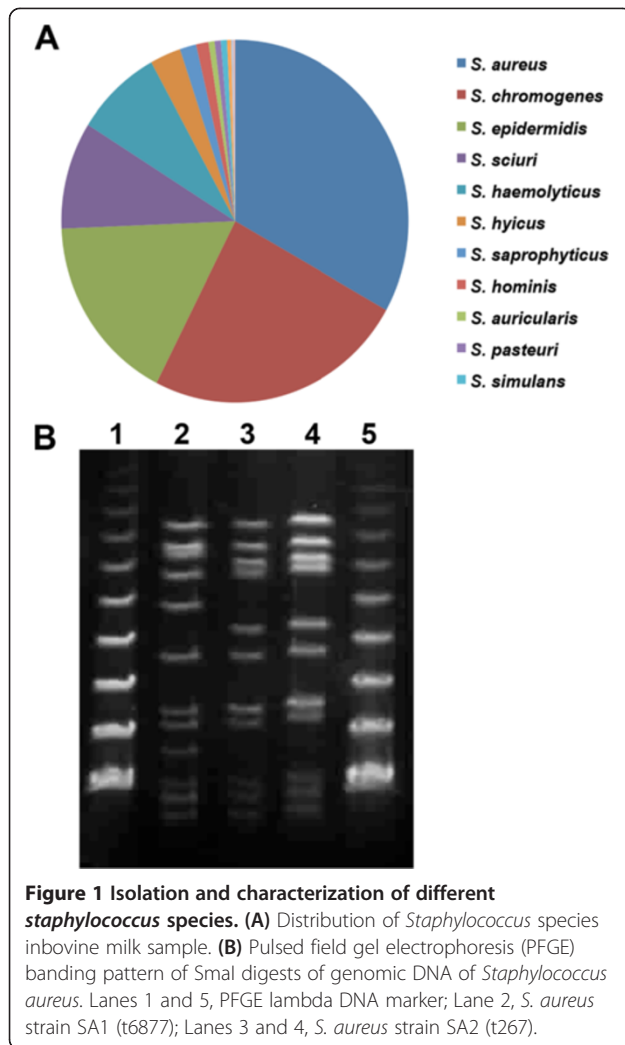 A
S. aureus
S. chromogenes
S. epidermidis
S. sciuri
S. haemolyticus
S. hyicus
S. saprophyticus
S. hominis
S. auricularis
S. pasteuri
S. simulans
B
1 2 3 4 5
Figure 1 Isolation and characterization of different
staphylococcus species. (A) Distribution of Staphylococcus species
inbovine milk sample. (B) Pulsed field gel electrophoresis (PFGE)
banding pattern of SmaI digests of genomic DNA of Staphylococcus
aureus. Lanes 1 and 5, PFGE lambda DNA marker; Lane 2, S. aureus
strain SA1 (t6877); Lanes 3 and 4, S. aureus strain SA2 (t267).